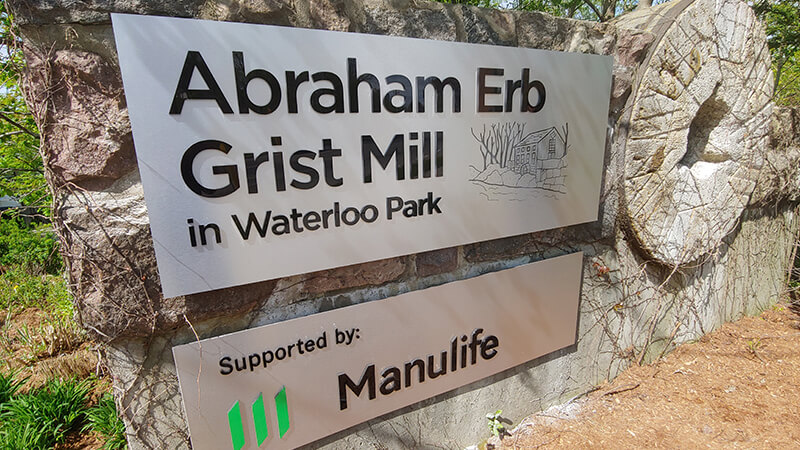 Abraham Erb
Grist Mill
in Waterloo Park
Supported by:
Manulife